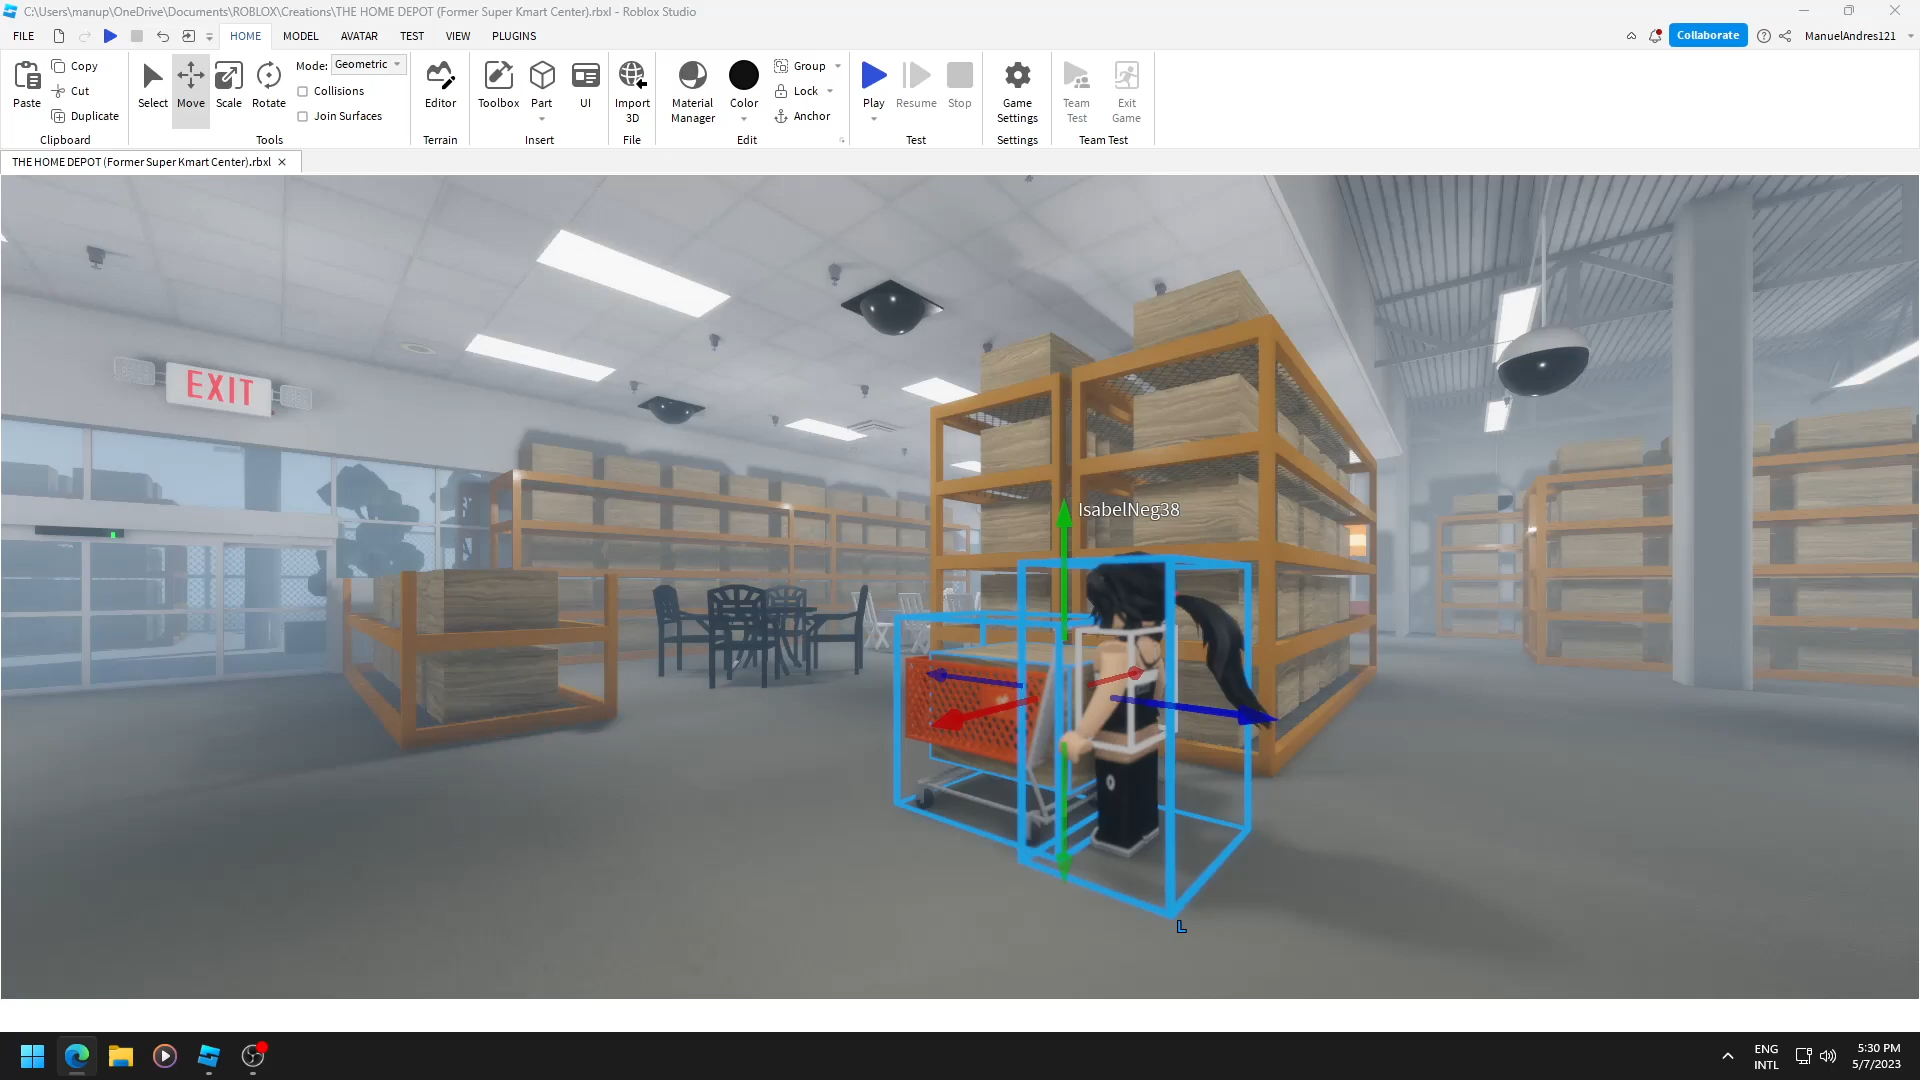 C:\Users\manup\OneDrive\Documents\ROBLOX\Creations\THE HOME DEPOT (Former Super Kmart Center).rbxl - Roblox Studio
FILE HOME MODEL AVATAR TEST VIEW PLUGINS Collaborate ManuelAndres121
Paste
Copy
Cut
Duplicate
Clipboard
Select Move Scale Rotate
Mode: Geometric
Collisions
Join Surfaces
Tools
Editor
Terrain
Toolbox Part UI
Insert
Import
3D
File
Material
Manager
Color
Group
Lock
Anchor
Edit
Play Resume Stop
Test
Game
Settings
Settings
Team
Test
Exit
Game
Team Test
THE HOME DEPOT (Former Super Kmart Center).rbxl
EXIT
IsabelNeg38
L
ENG
INTL
5:30 PM
5/7/2023